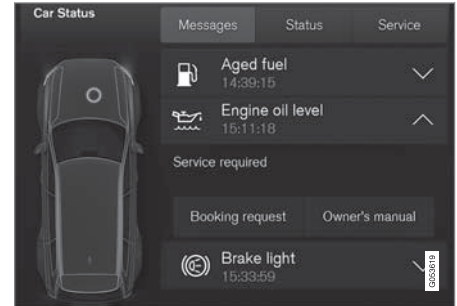 Car Status
Messages
Status
Service
Aged fuel
14:39:15
Engine oil level
15:11:18
Service required
Booking request
Owner's manual
Brake light
15:33:59
G053619